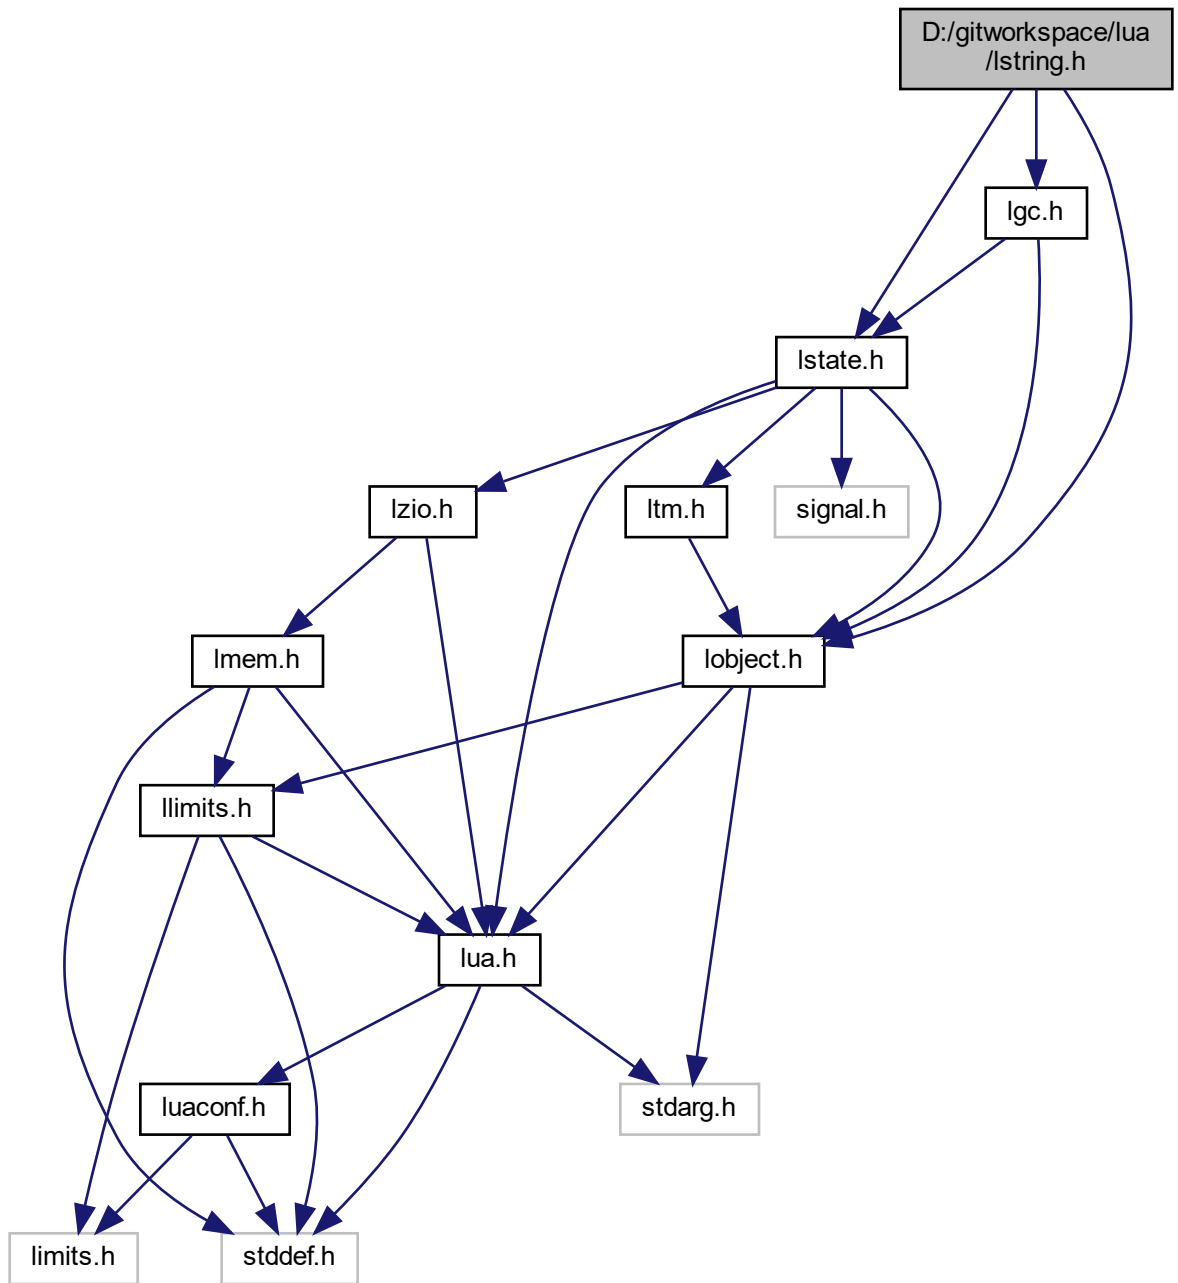 D:/gitworkspace/lua
/lstring.h
lgc.h
lstate.h
lzio.h
ltm.h
signal.h
lmem.h
lobject.h
llimits.h
lua.h
luaconf.h
stdarg.h
limits.h
stddef.h